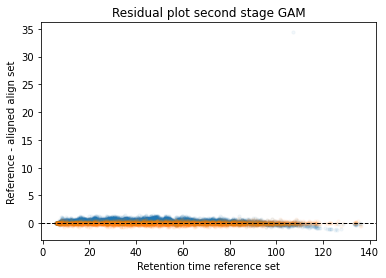 Residual plot second stage GAM
Reference - aligned align set
35
30
25
20
15
10
5
0
0 20 40 60 80 100 120 140
Retention time reference set